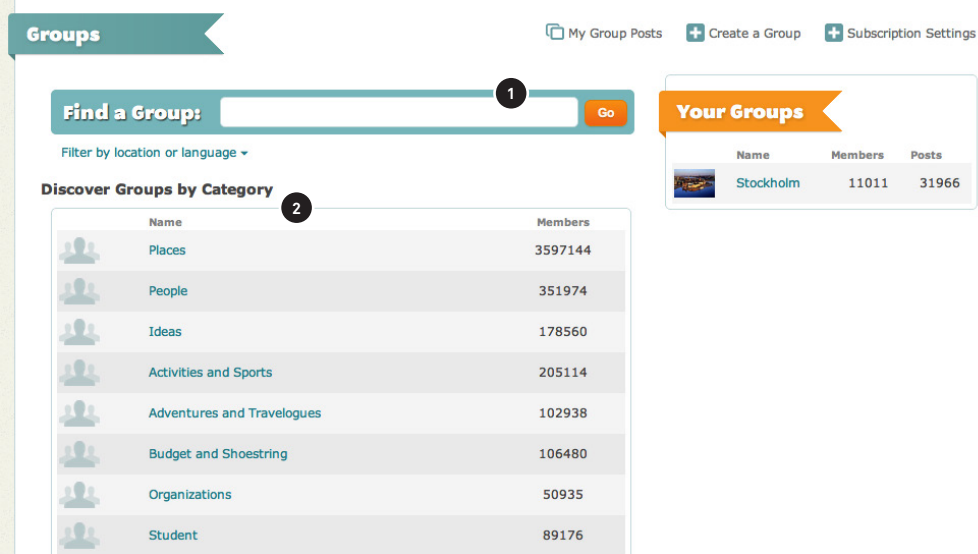 Groups
My Group Posts Create a Group Subscription Settings
1
Find a Group: Go
Filter by location or language
Discover Groups by Category
2
Name Members
Places 3597144
People 351974
Ideas 178560
Activities and Sports 205114
Adventures and Travelogues 102938
Budget and Shoestring 106480
Organizations 50935
Student 89176
Your Groups
Name Members Posts
Stockholm 11011 31966